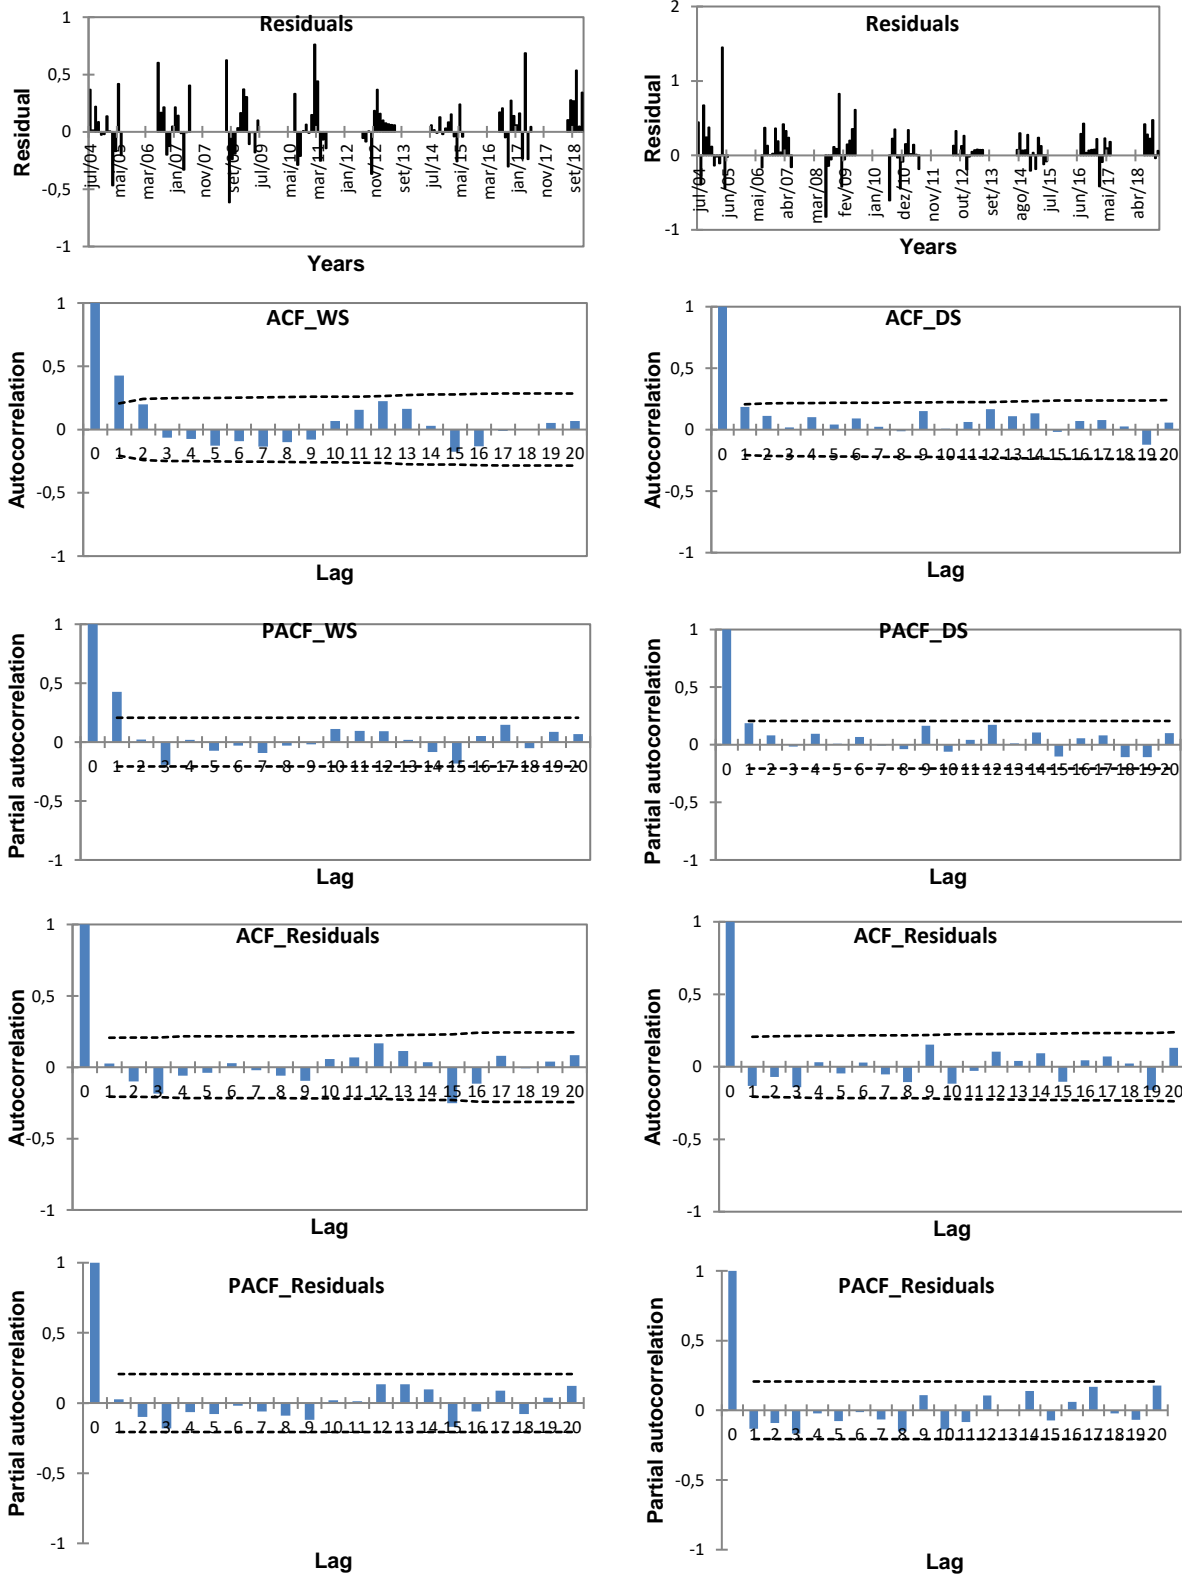 Residuals
1
0,5
0
-0,5
-1
Residual
jul/04
mai/05
mar/06
jan/07
nov/07
set/08
jul/09
mai/10
mar/11
jan/12
nov/12
set/13
jul/14
mai/15
mar/16
jan/17
nov/17
set/18
Years
Residuals
2
1
0
-1
Residual
jul/04
jun/05
mai/06
abr/07
mar/08
fev/09
jan/10
dez/10
nov/11
out/12
set/13
ago/14
jul/15
jun/16
mai/17
abr/18
Years
ACF_WS
1
0,5
0
-0,5
-1
Autocorrelation
0 1 2 3 4 5 6 7 8 9 10 11 12 13 14 15 16 17 18 19 20
Lag
ACF_DS
1
0,5
0
-0,5
-1
Autocorrelation
0 1 2 3 4 5 6 7 8 9 10 11 12 13 14 15 16 17 18 19 20
Lag
PACF_WS
1
0,5
0
-0,5
-1
Partial autocorrelation
0 1 2 3 4 5 6 7 8 9 10 11 12 13 14 15 16 17 18 19 20
Lag
PACF_DS
1
0,5
0
-0,5
-1
Partial autocorrelation
0 1 2 3 4 5 6 7 8 9 10 11 12 13 14 15 16 17 18 19 20
Lag
ACF_Residuals
1
0,5
0
-0,5
-1
Autocorrelation
0 1 2 3 4 5 6 7 8 9 10 11 12 13 14 15 16 17 18 19 20
Lag
ACF_Residuals
1
0,5
0
-0,5
-1
Autocorrelation
0 1 2 3 4 5 6 7 8 9 10 11 12 13 14 15 16 17 18 19 20
Lag
PACF_Residuals
1
0,5
0
-0,5
-1
Partial autocorrelation
0 1 2 3 4 5 6 7 8 9 10 11 12 13 14 15 16 17 18 19 20
Lag
PACF_Residuals
1
0,5
0
-0,5
-1
Partial autocorrelation
0 1 2 3 4 5 6 7 8 9 10 11 12 13 14 15 16 17 18 19 20
Lag